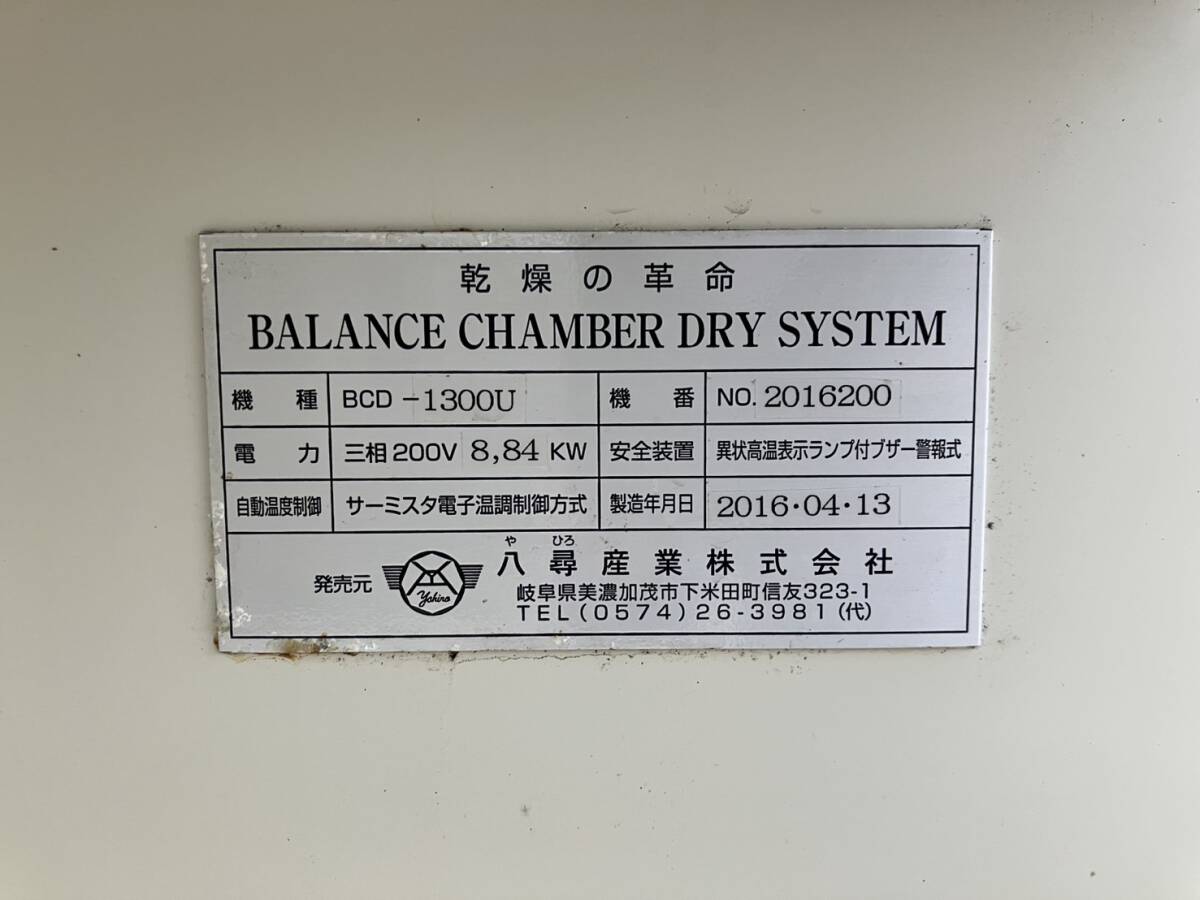 乾燥の革命
BALANCE CHAMBER DRY SYSTEM
機種 BCD-1300U 機番 NO. 2016200
電力 三相200V 8,84 KW 安全装置 異状高温表示ランプ付ブザー警報式
自動温度制御 サーミスタ電子温調制御方式 製造年月日 2016・04・13
や ひろ
発売元 Yahiro 八尋産業株式会社
岐阜県美濃加茂市下米田町信友323-1
TEL(0574)26-3981(代)